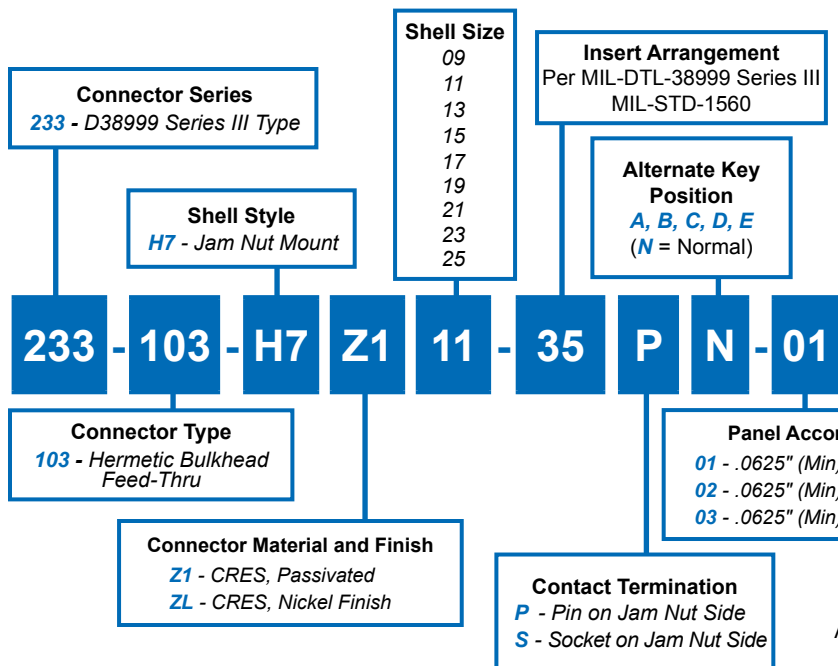 Shell Size
09
11
13
15
17
19
21
23
25
Insert Arrangement
Per MIL-DTL-38999 Series III
MIL-STD-1560
Connector Series
233 - D38999 Series III Type
Alternate Key
Position
A, B, C, D, E
(N = Normal)
Shell Style
H7 - Jam Nut Mount
233 - 103 - H7 Z1 11 - 35 P N - 01
Connector Type
103 - Hermetic Bulkhead
Feed-Thru
Panel
01 - .0625" (Min)
02 - .0625" (Min)
03 - .0625" (Min)
Connector Material and Finish
Z1 - CRES, Passivated
ZL - CRES, Nickel Finish
Contact Termination
P - Pin on Jam Nut Side
S - Socket on Jam Nut Side